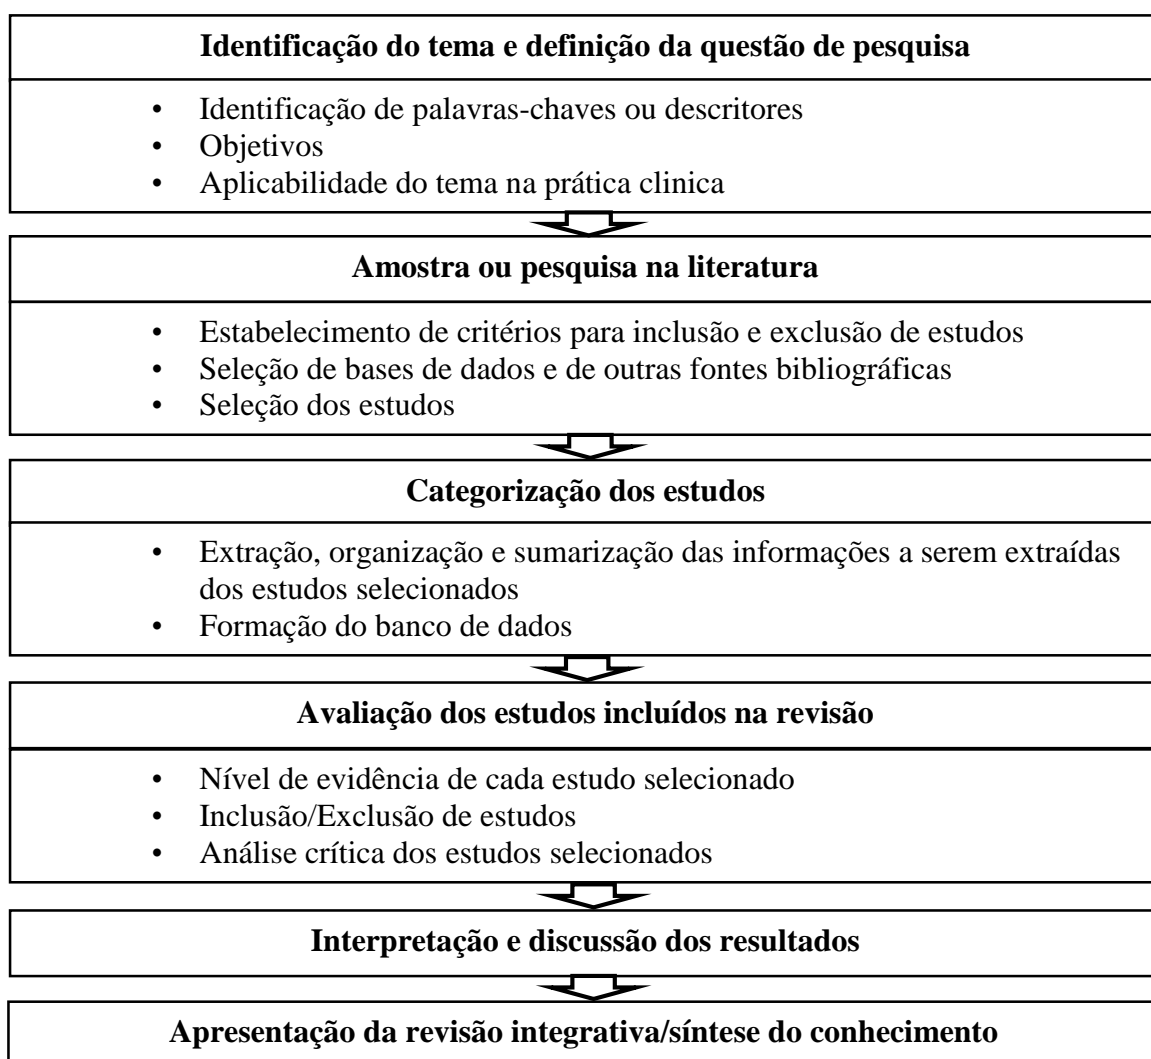 Identificação do tema e definição da questão de pesquisa
• Identificação de palavras-chaves ou descritores
• Objetivos
• Aplicabilidade do tema na prática clinica
Amostra ou pesquisa na literatura
• Estabelecimento de critérios para inclusão e exclusão de estudos
• Seleção de bases de dados e de outras fontes bibliográficas
• Seleção dos estudos
Categorização dos estudos
• Extração, organização e sumarização das informações a serem extraídas
dos estudos selecionados
• Formação do banco de dados
Avaliação dos estudos incluídos na revisão
• Nível de evidência de cada estudo selecionado
• Inclusão/Exclusão de estudos
• Análise crítica dos estudos selecionados
Interpretação e discussão dos resultados
Apresentação da revisão integrativa/síntese do conhecimento